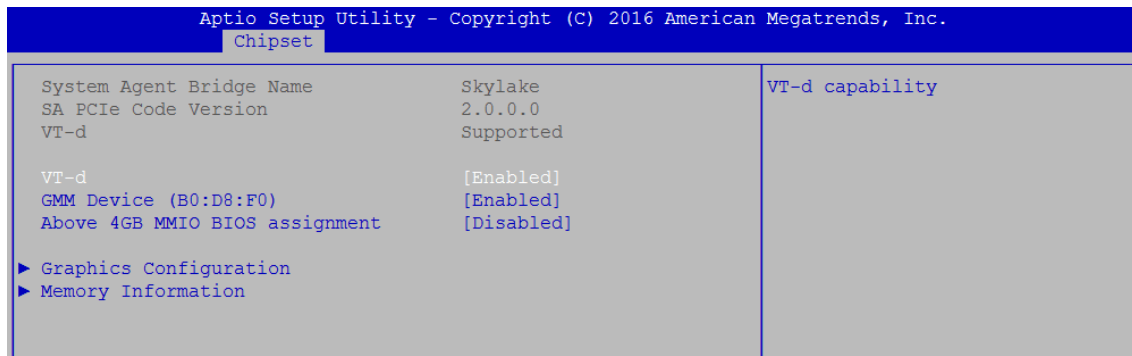 Aptio Setup Utility – Copyright (C) 2016 American Megatrends, Inc.
Chipset
System Agent Bridge Name Skylake
SA PCIe Code Version 2.0.0.0
VT-d Supported
VT-d [Enabled]
GMM Device (B0:D8:F0) [Enabled]
Above 4GB MMIO BIOS assignment [Disabled]
► Graphics Configuration
► Memory Information
VT-d capability